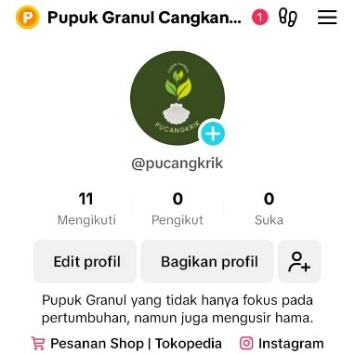 P Pupuk Granul Cangkan... 1
PUCANGKRIK
@pucangkrik
11 0 0
Mengikuti Pengikut Suka
Edit profil Bagikan profil
Pupuk Granul yang tidak hanya fokus pada
pertumbuhan, namun juga mengusir hama.
Pesanan Shop | Tokopedia Instagram